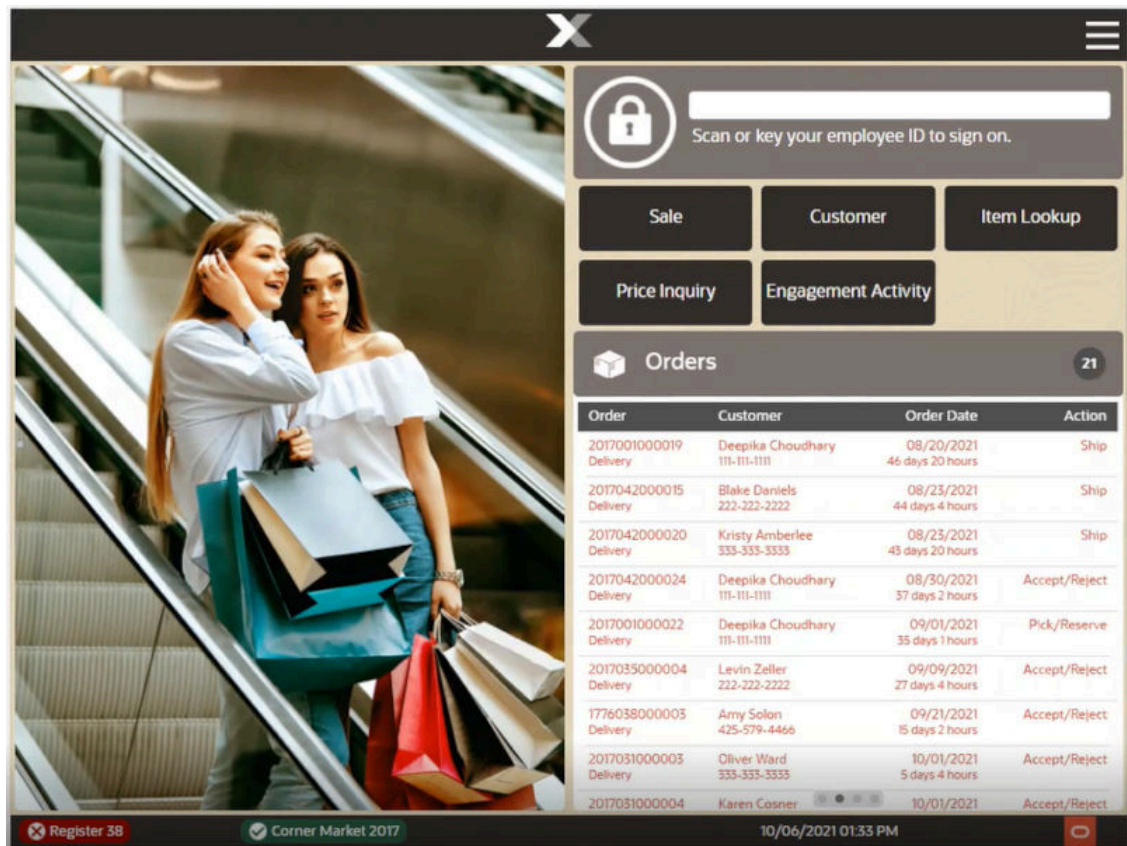 Scan or key your employee ID to sign on.
Sale
Customer
Item Lookup
Price Inquiry
Engagement Activity
Orders
21
Order Customer Order Date Action
2017001000019 Deepika Choudhary 08/20/2021 Ship
Delivery 111-111-1111 46 days 20 hours
2017042000015 Blake Daniels 08/23/2021 Ship
Delivery 222-222-2222 44 days 4 hours
2017042000020 Kristy Amberlee 08/23/2021 Ship
Delivery 333-333-3333 43 days 20 hours
2017042000024 Deepika Choudhary 08/30/2021 Accept/Reject
Delivery 111-111-1111 37 days 2 hours
2017001000022 Deepika Choudhary 09/01/2021 Pick/Reserve
Delivery 111-111-1111 35 days 1 hours
2017035000004 Levin Zeller 09/09/2021 Accept/Reject
Delivery 222-222-2222 27 days 4 hours
1776038000003 Amy Solon 09/21/2021 Accept/Reject
Delivery 425-579-4466 15 days 2 hours
2017031000003 Oliver Ward 10/01/2021 Accept/Reject
Delivery 333-333-3333 5 days 4 hours
2017031000004 Karen Cosner 10/01/2021 Accept/Reject
Register 38
Corner Market 2017
10/06/2021 01:33 PM